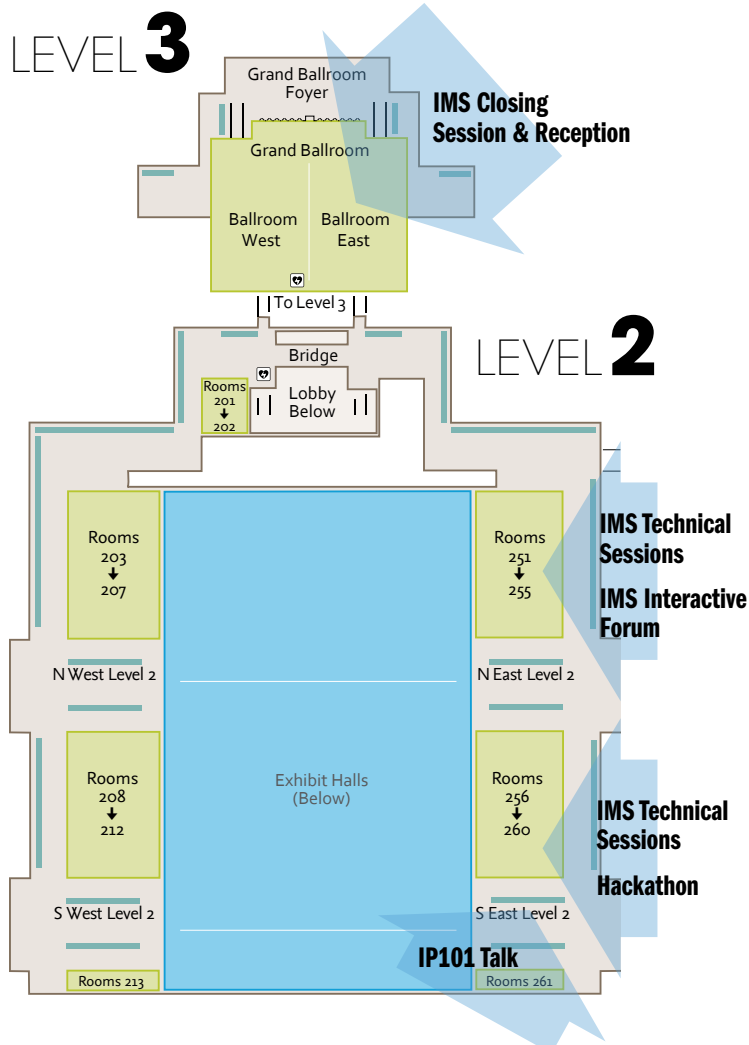 LEVEL 3
Grand Ballroom
Foyer
IMS Closing
Session & Reception
Grand Ballroom
Ballroom
West
Ballroom
East
To Level 3
LEVEL 2
Bridge
Rooms
201
↓
202
Lobby
Below
Rooms
203
↓
207
Rooms
251
↓
255
IMS Technical
Sessions
IMS Interactive
Forum
N West Level 2
N East Level 2
Rooms
208
↓
212
Exhibit Halls
(Below)
Rooms
256
↓
260
IMS Technical
Sessions
Hackathon
S West Level 2
S East Level 2
IP101 Talk
Rooms 213
Rooms 261